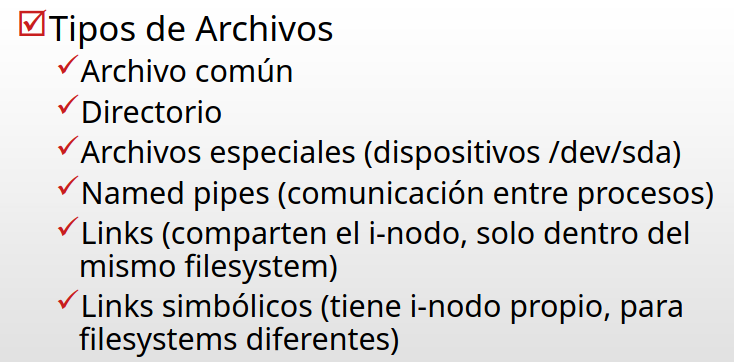 Tipos de Archivos
Archivo común
Directorio
Archivos especiales (dispositivos /dev/sda)
Named pipes (comunicación entre procesos)
Links (comparten el i-nodo, solo dentro del
mismo filesystem)
Links simbólicos (tiene i-nodo propio, para
filesystems diferentes)